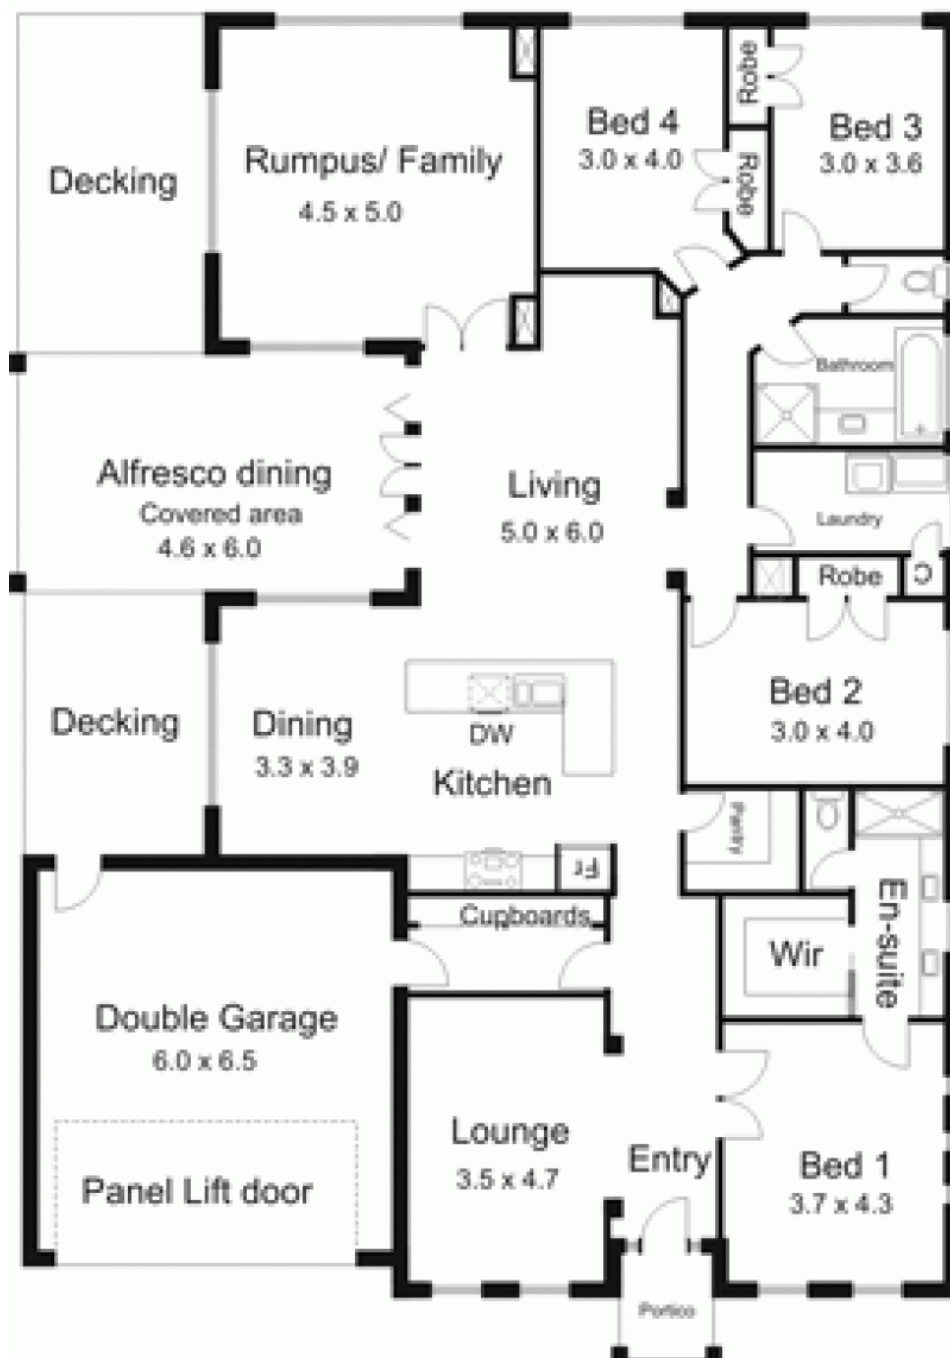 Decking
Rumpus/ Family
4.5 x 5.0
Bed 4
3.0 x 4.0
Robe
Robe
Bed 3
3.0 x 3.6
Bathroom
Alfresco dining
Covered area
4.6 x 6.0
Living
5.0 x 6.0
Laundry
Robe
C
Decking
Dining
3.3 x 3.9
DW
Kitchen
Bed 2
3.0 x 4.0
Pantry
Fr
Cupboards
Wir
En-suite
Double Garage
6.0 x 6.5
Panel Lift door
Lounge
3.5 x 4.7
Entry
Bed 1
3.7 x 4.3
Portico